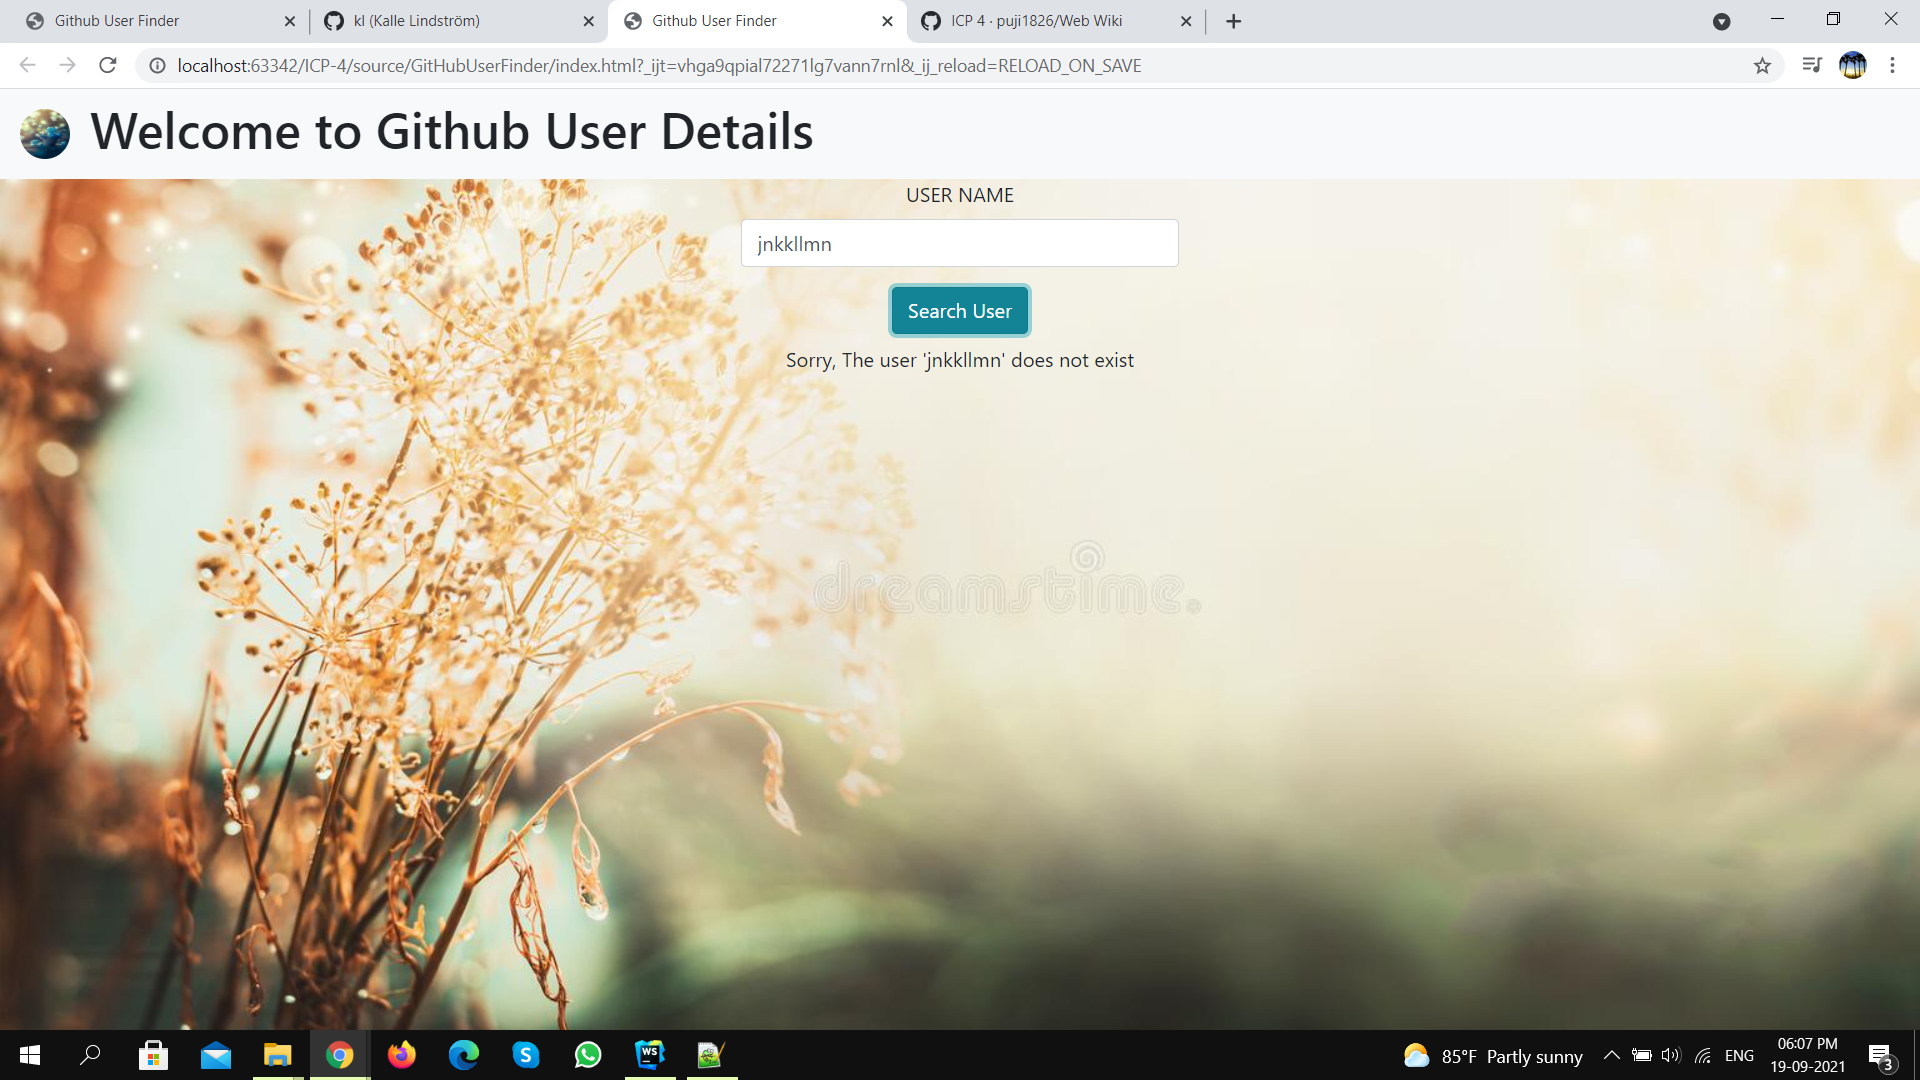 Github User Finder
kl (Kalle Lindström)
Github User Finder
ICP 4 · puji1826/Web Wiki
localhost:63342/ICP-4/source/GitHubUserFinder/index.html?_ijt=vhga9qpial72271lg7vann7rnl&_ij_reload=RELOAD_ON_SAVE
Welcome to Github User Details
USER NAME
jnkkllmn
Search User
Sorry, The user 'jnkkllmn' does not exist
dreamstime.
WS
85°F Partly sunny
ENG
06:07 PM
19-09-2021
3